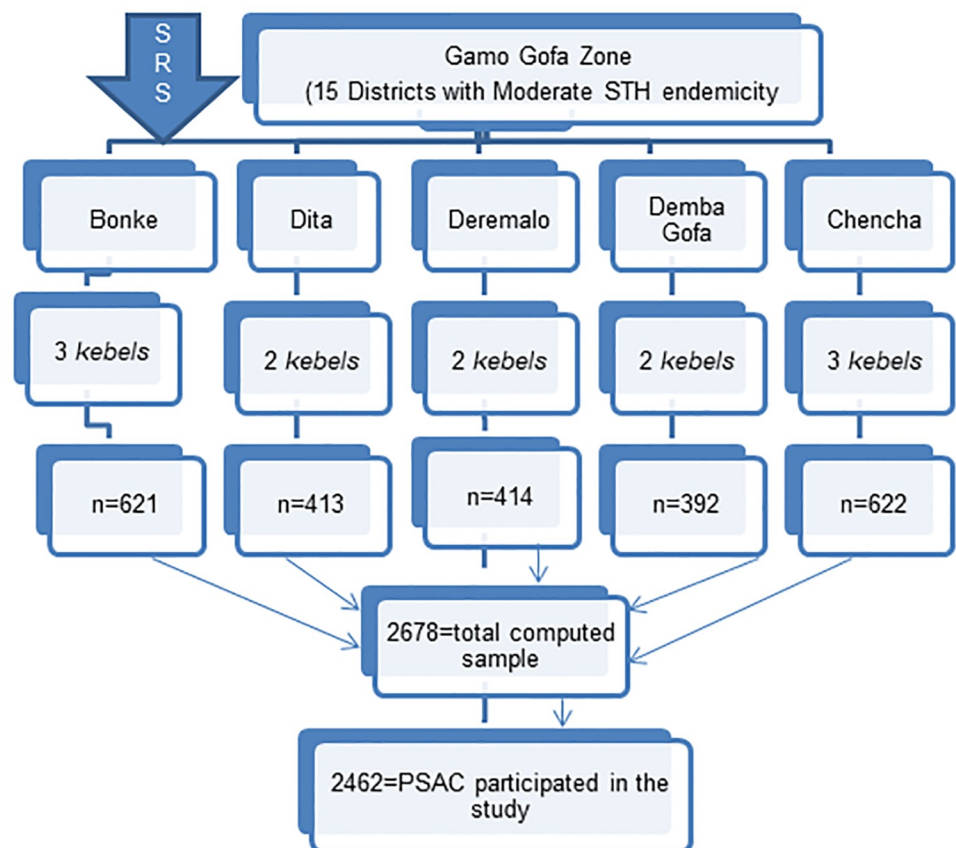 S
R
S
Gamo Gofa Zone
(15 Districts with Moderate STH endemicity
Bonke
Dita
Deremalo
Demba
Gofa
Chencha
3 kebels
2 kebels
2 kebels
2 kebels
3 kebels
n=621
n=413
n=414
n=392
n=622
2678=total computed
sample
2462=PSAC participated in the
study